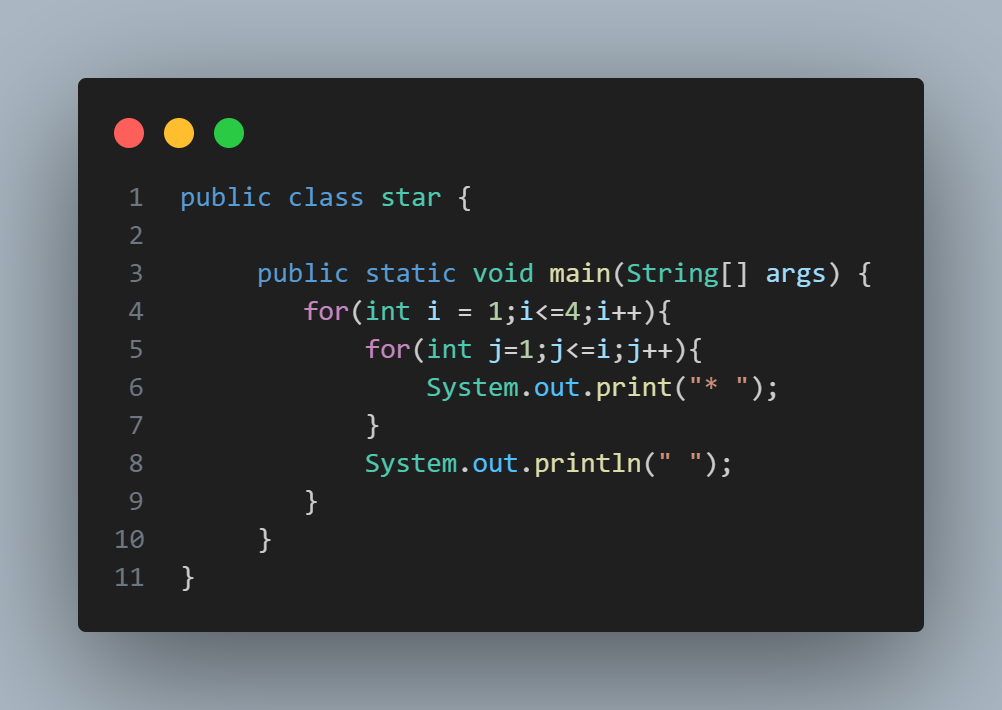 1 public class star {
2
3 public static void main(String[] args) {
4 for(int i = 1;i<=4;i++){
5 for(int j=1;j<=i;j++){
6 System.out.print("* ");
7 }
8 System.out.println(" ");
9 }
10 }
11 }